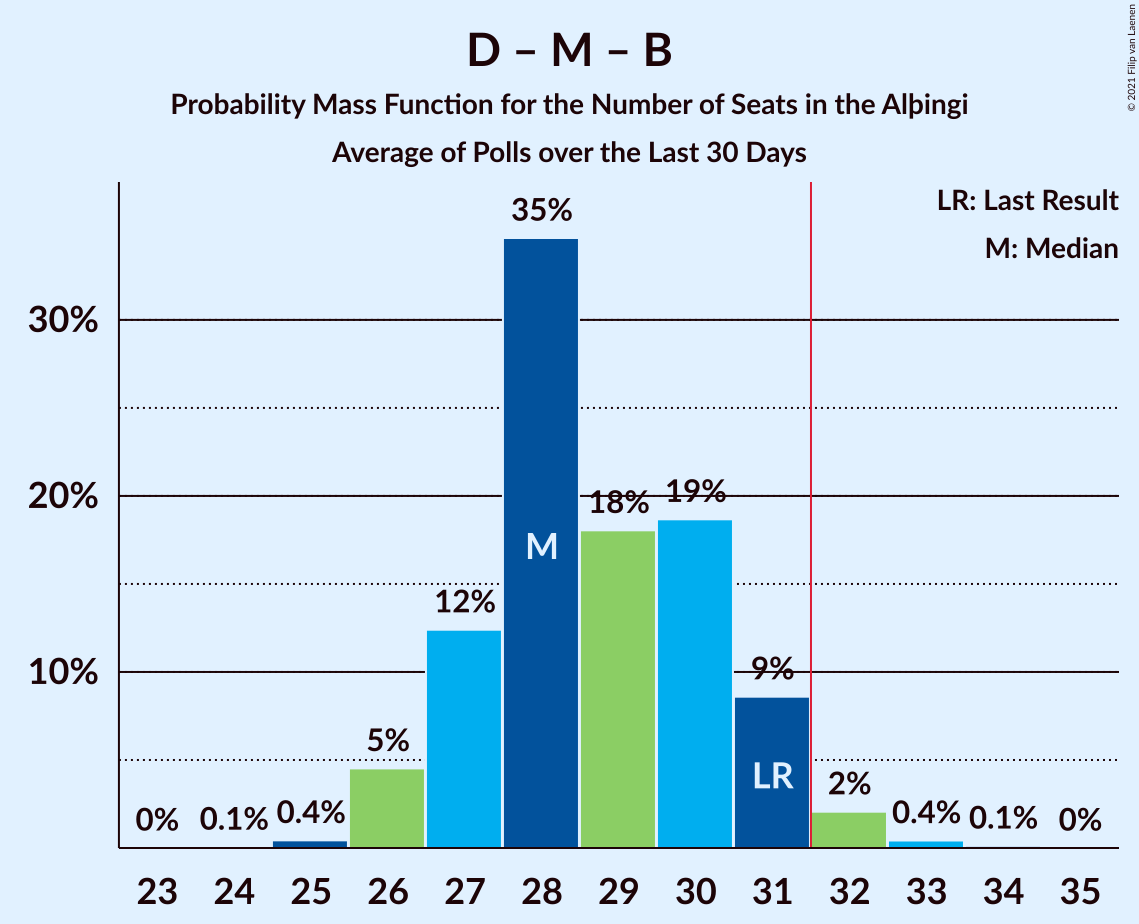 D – M – B
Probability Mass Function for the Number of Seats in the Alþingi
Average of Polls over the Last 30 Days
© 2021 Filip van Laenen
LR: Last Result
M: Median
30%
20%
10%
0%
0.1%
0.4%
5%
12%
35%
18%
19%
9%
2%
0.4%
0.1%
0%
M
LR
23 24 25 26 27 28 29 30 31 32 33 34 35